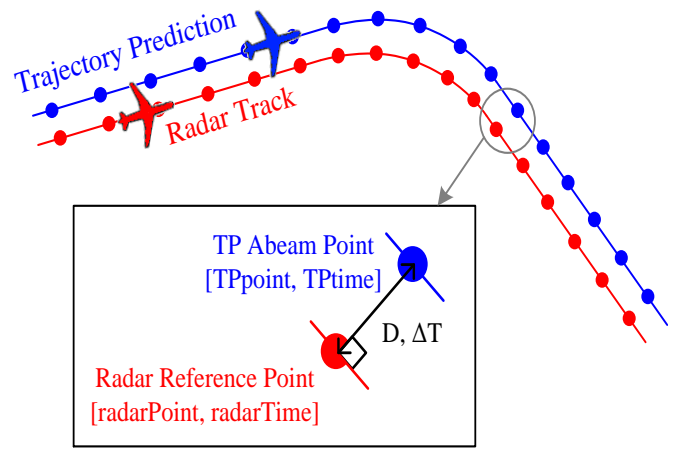 Trajectory Prediction
Radar Track
TP Abeam Point
[TPpoint, TPtime]
D, ΔT
Radar Reference Point
[radarPoint, radarTime]